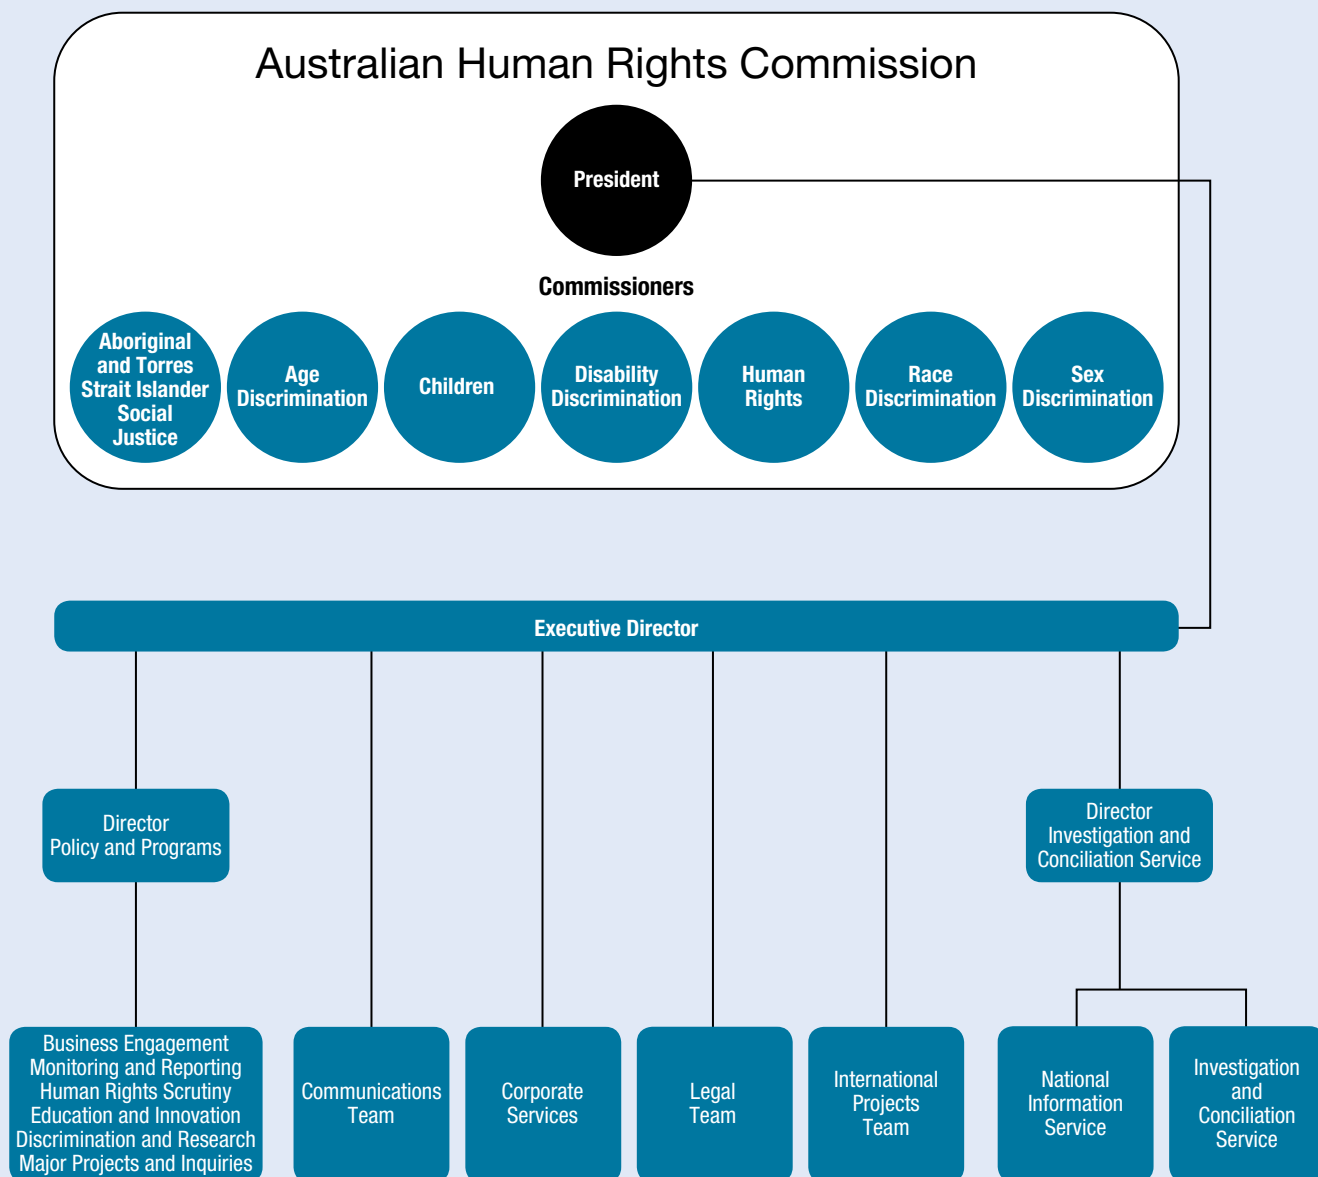 Australian Human Rights Commission
President
Commissioners
Aboriginal
and Torres
Strait Islander
Social
Justice
Age
Discrimination
Children
Disability
Discrimination
Human
Rights
Race
Discrimination
Sex
Discrimination
Executive Director
Director
Policy and Programs
Director
Investigation and
Conciliation Service
Business Engagement
Monitoring and Reporting
Human Rights Scrutiny
Education and Innovation
Discrimination and Research
Major Projects and Inquiries
Communications
Team
Corporate
Services
Legal
Team
International
Projects
Team
National
Information
Service
Investigation
and
Conciliation
Service